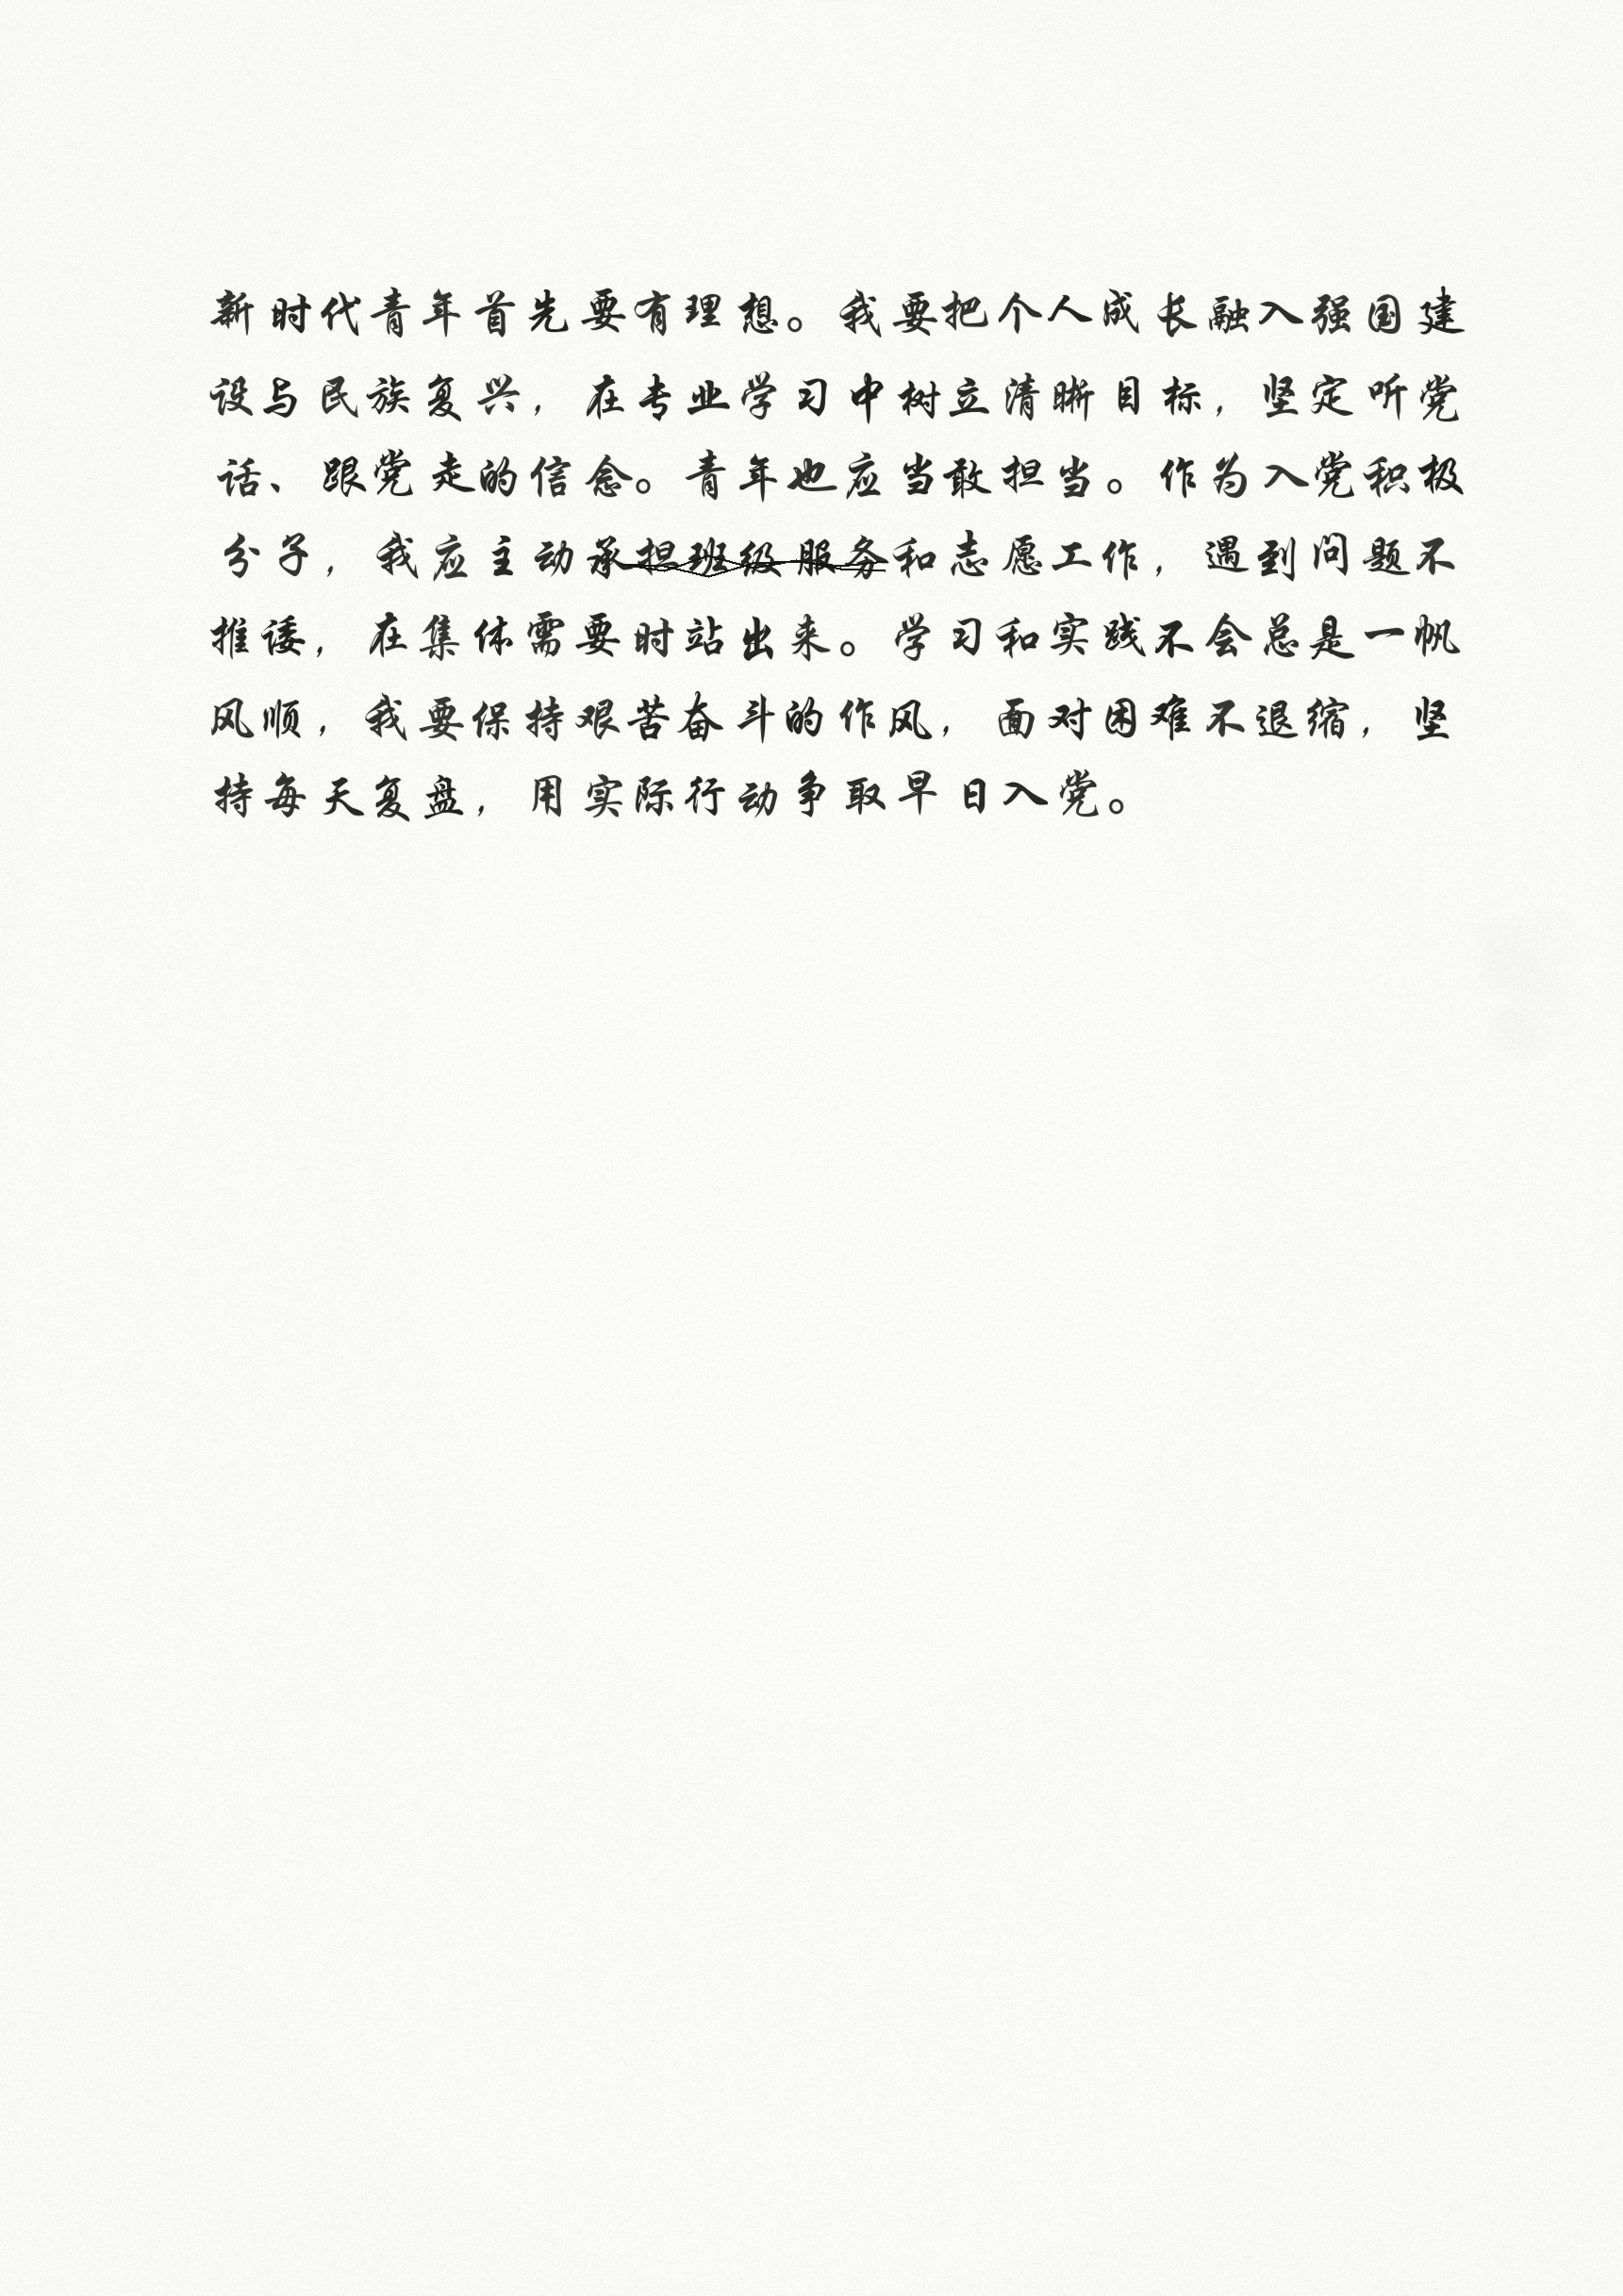 新时代青年首先要有理想。我要把个人成长融入强国建
设与民族复兴，在专业学习中树立清晰目标，坚定听党
话、跟党走的信念。青年也应当敢担当。作为入党积极
分子，我应主动承担班级服务和志愿工作，遇到问题不
推诿，在集体需要时站出来。学习和实践不会总是一帆
风顺，我要保持艰苦奋斗的作风，面对困难不退缩，坚
持每天复盘，用实际行动争取早日入党。